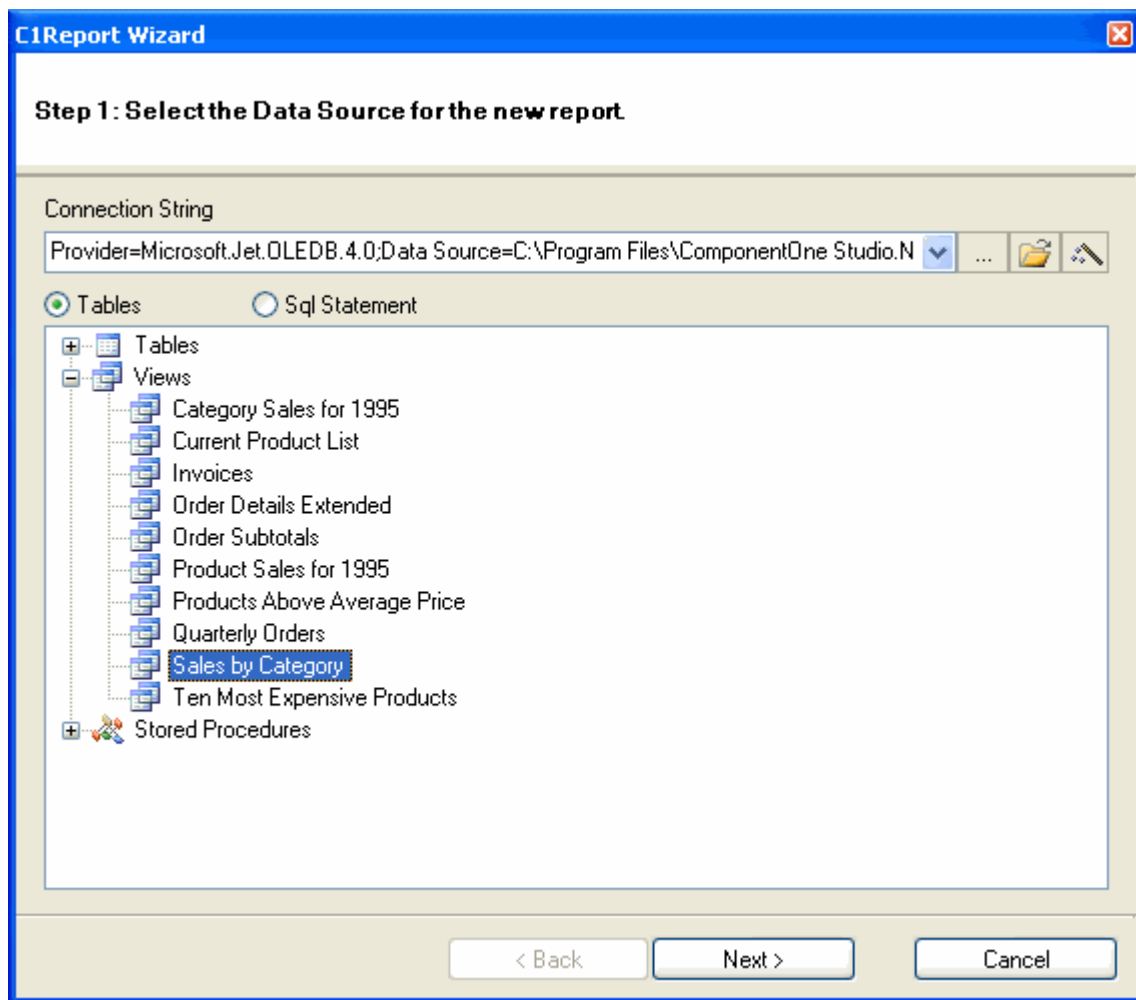 C1Report Wizard
Step 1: Select the Data Source for the new report.
Connection String
Provider=Microsoft.Jet.OLEDB.4.0;Data Source=C:\Program Files\ComponentOne Studio.N ...
Tables Sql Statement
Tables
Views
Category Sales for 1995
Current Product List
Invoices
Order Details Extended
Order Subtotals
Product Sales for 1995
Products Above Average Price
Quarterly Orders
Sales by Category
Ten Most Expensive Products
Stored Procedures
< Back Next > Cancel